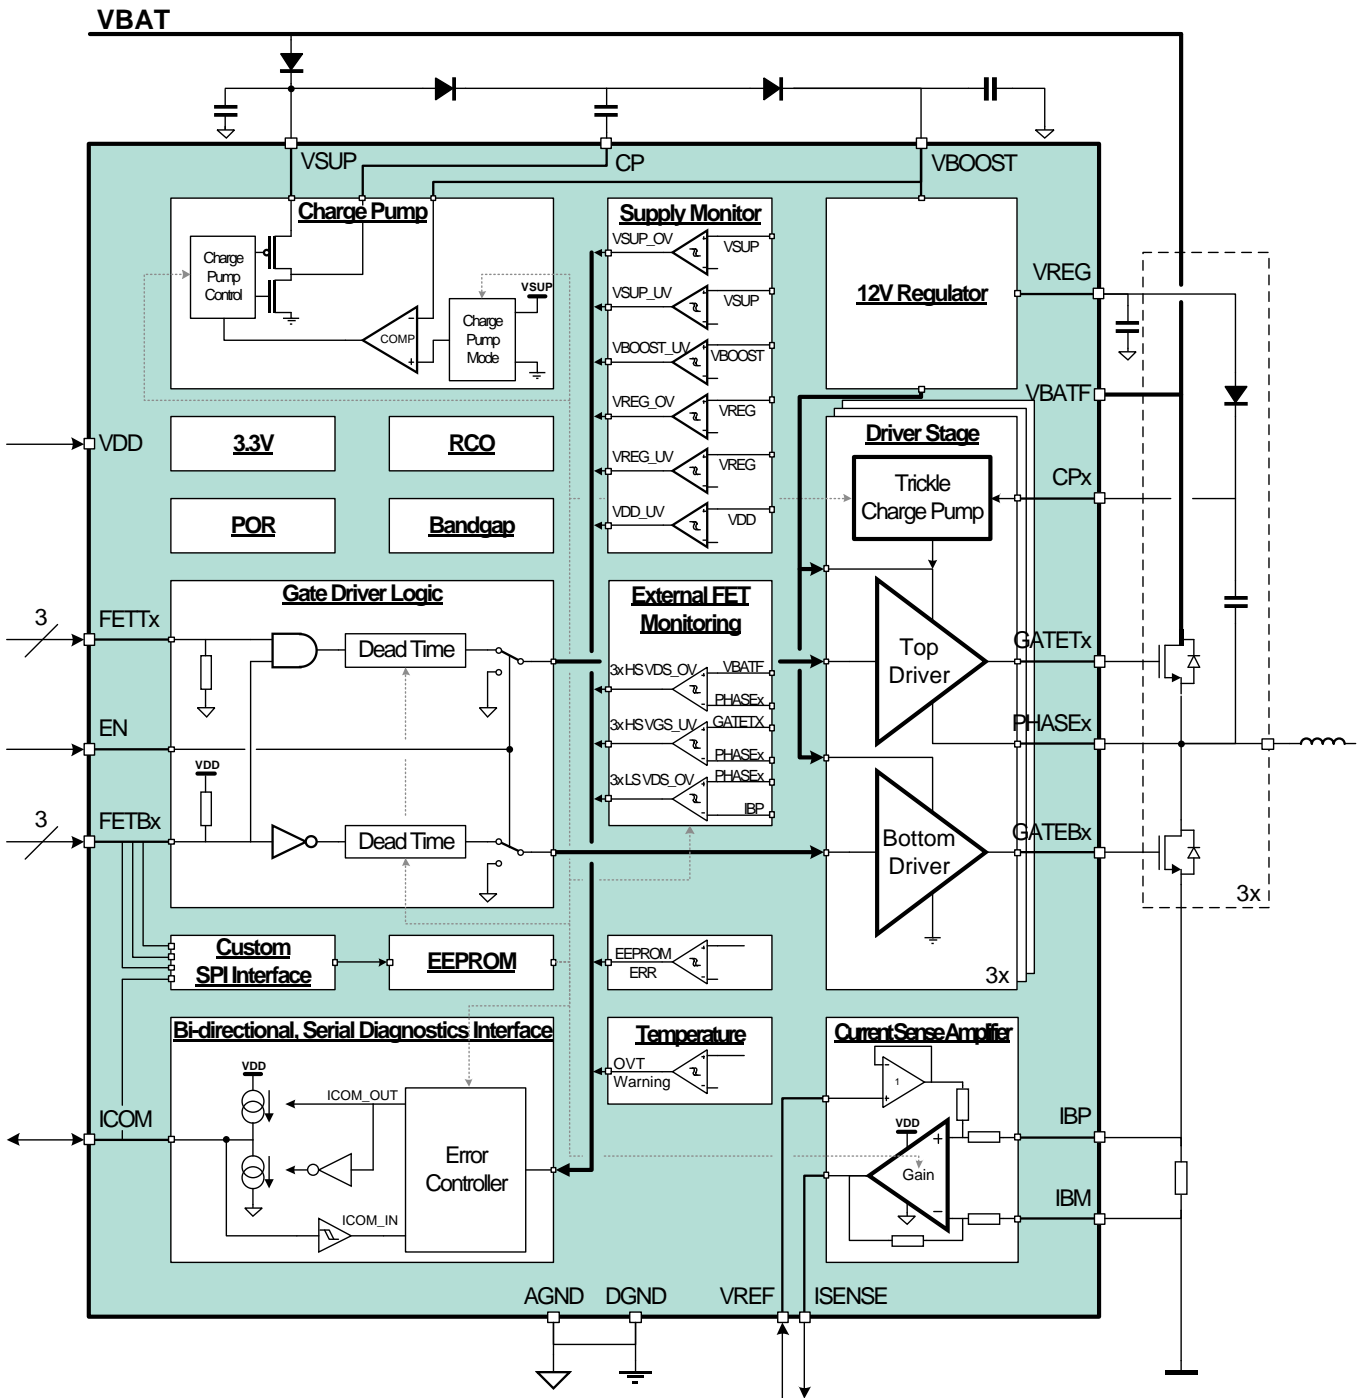 VBAT
VSUP
CP
VBOOST
Charge Pump
Charge
Pump
Control
COMP
Charge
Pump
Mode
VSUP
Supply Monitor
VSUP_OV
VSUP
VSUP_UV
VSUP
VBOOST_UV
VBOOST
VREG_OV
VREG
VREG_UV
VREG
VDD_UV
VDD
12V Regulator
VREG
VBATF
VDD
3.3V
RCO
POR
Bandgap
Driver Stage
Trickle
Charge Pump
CPx
Top
Driver
Bottom
Driver
3x
GATETx
PHASEx
GATEBx
3x
3
FETTx
EN
3
FETBx
Gate Driver Logic
Dead Time
VDD
Dead Time
External FET
Monitoring
3x HS VDS_OV
VBATF
PHASEx
3x HS VGS_UV
GATETX
PHASEx
3x LS VDS_OV
PHASEx
IBP
Custom
SPI Interface
EEPROM
EEPROM
ERR
Bi-directional, Serial Diagnostics Interface
VDD
ICOM_OUT
ICOM_IN
Error
Controller
ICOM
Temperature
OVT
Warning
Current Sense Amplifier
1
VDD
+
Gain
−
IBP
IBM
AGND
DGND
VREF
ISENSE